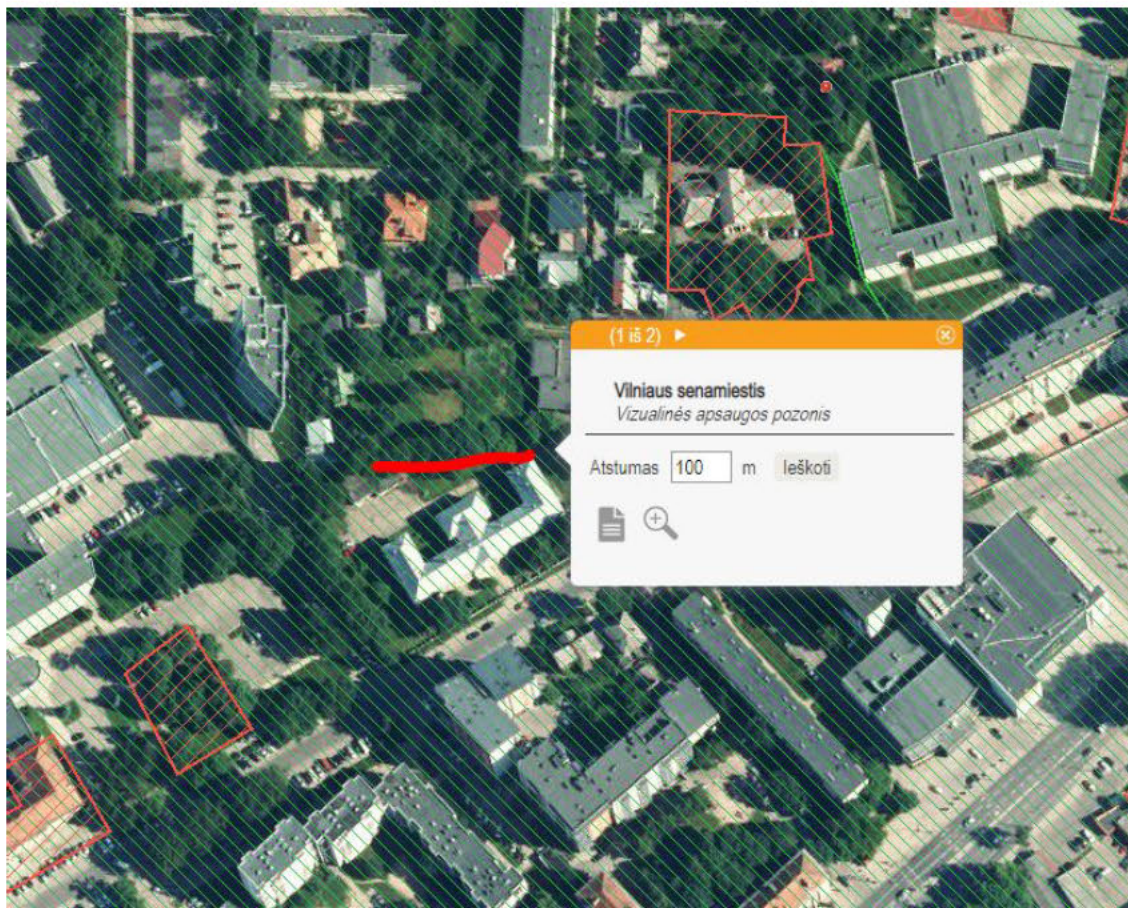 (1 iš 2)
Vilniaus senamiestis
Vizualinės apsaugos pozonis
Atstumas 100 m Ieškoti